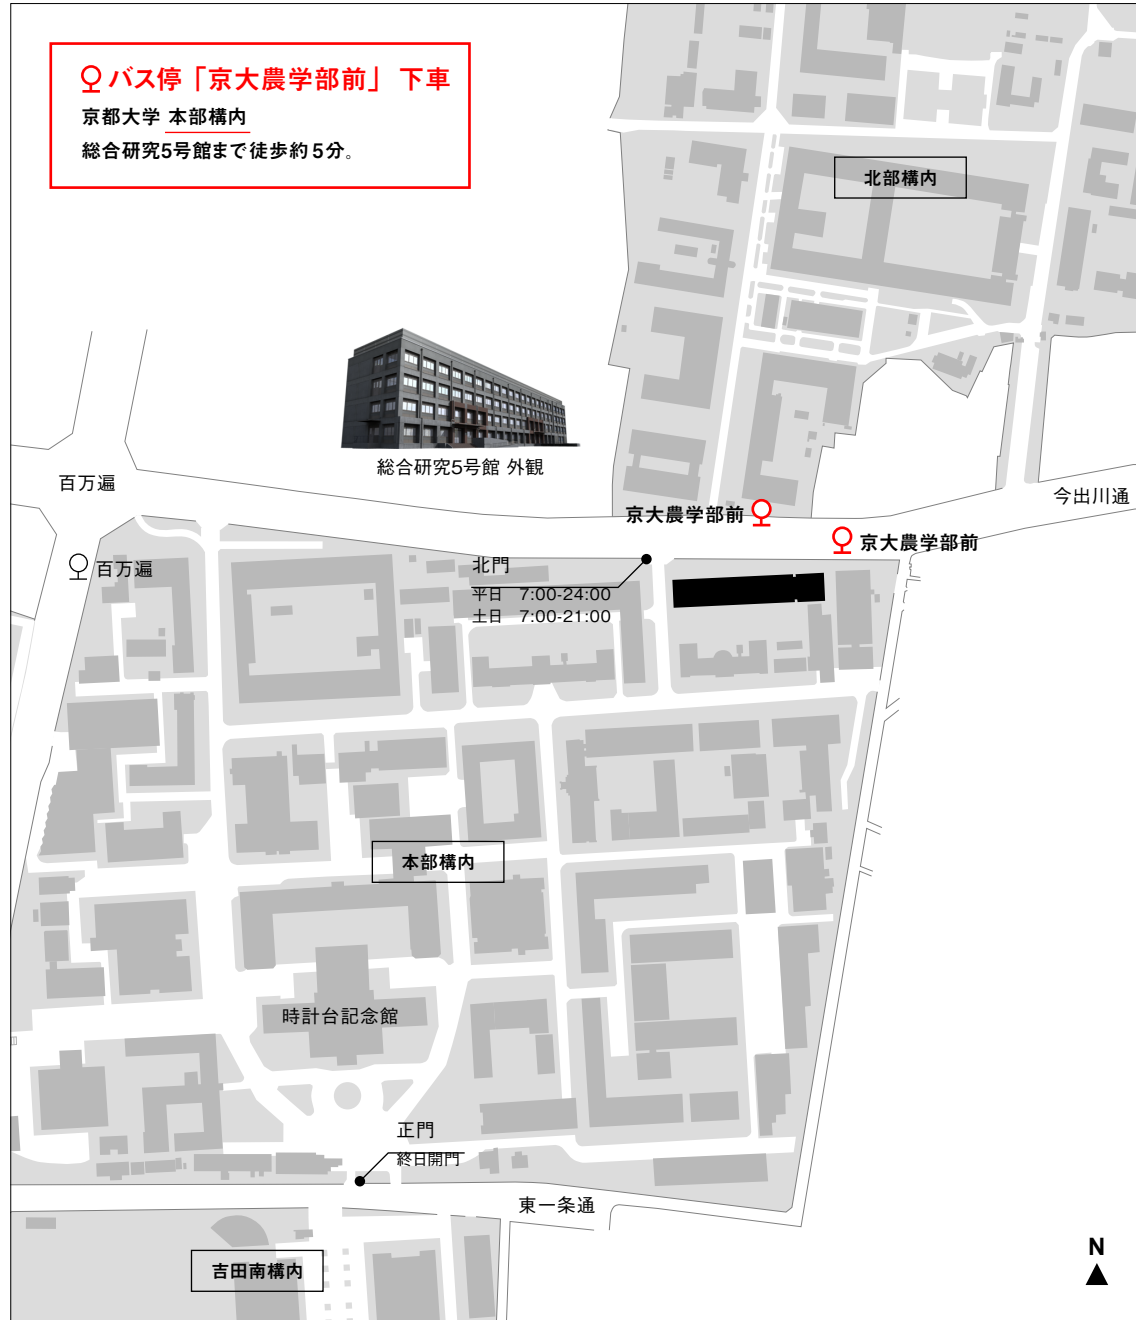 バス停「京大農学部前」下車
京都大学 本部構内
総合研究5号館まで徒歩約5分。
北部構内
総合研究5号館 外観
百万遍
今出川通
京大農学部前
京大農学部前
百万遍
北門
平日 7:00-24:00
土日 7:00-21:00
本部構内
時計台記念館
正門
終日開門
東一条通
吉田南構内
N